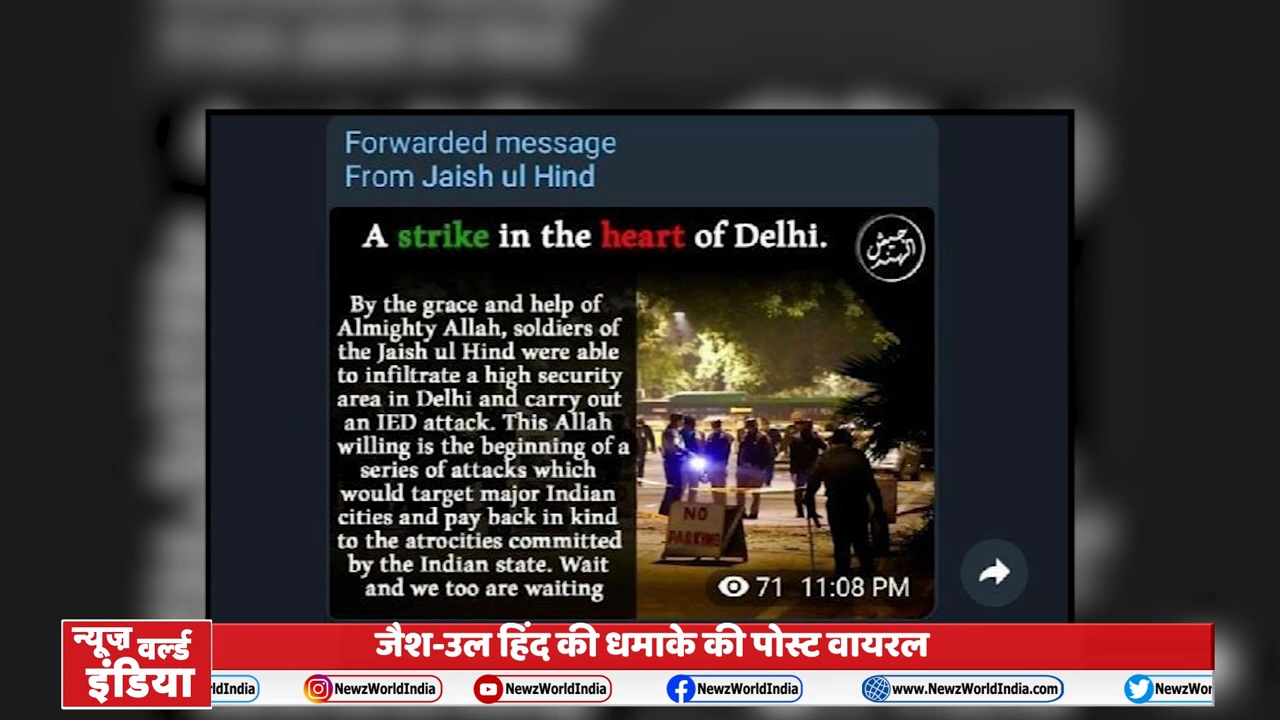 Forwarded message
From Jaish ul Hind
A strike in the heart of Delhi.
جيش
الهند
By the grace and help of
Almighty Allah, soldiers of
the Jaish ul Hind were able
to infiltrate a high security
area in Delhi and carry out
an IED attack. This Allah
willing is the beginning of a
series of attacks which
would target major Indian
cities and pay back in kind
to the atrocities committed
by the Indian state. Wait
and we too are waiting
NO
PARKING
71 11:08 PM
न्यूज़ वर्ल्ड
इंडिया
जैश-उल हिंद की धमाके की पोस्ट वायरल
ldIndia NewzWorldIndia NewzWorldIndia NewzWorldIndia www.NewzWorldIndia.com NewzWor